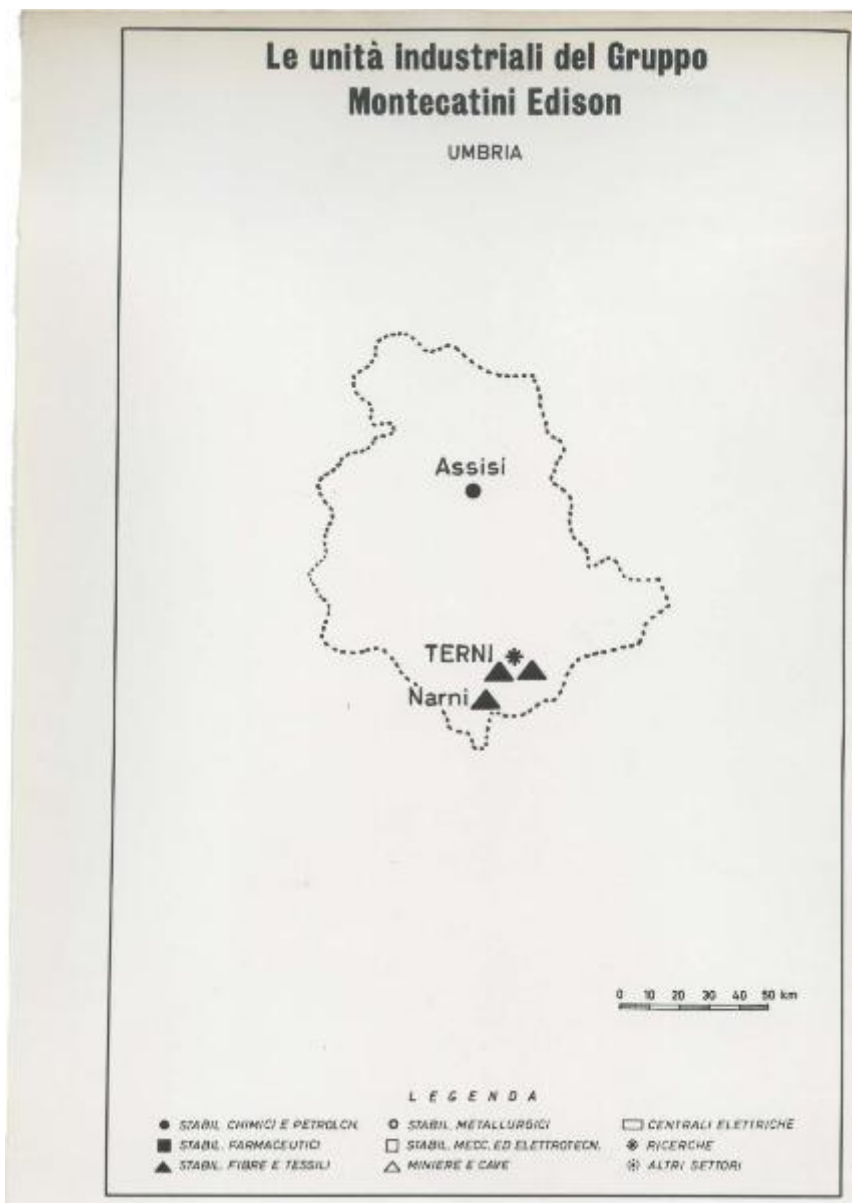 Le unità industriali del Gruppo
Montecatini Edison
UMBRIA
Assisi
TERNI
Narni
0 10 20 30 40 50 km
LEGENDA
STABIL. CHIMICI E PETROLCH.
STABIL. FARMACEUTICI
STABIL. FIBRE E TESSILI
STABIL. METALLURGICI
STABIL. MECC. ED ELETTROTECN.
MINIERE E CAVE
CENTRALI ELETTRICHE
RICERCHE
ALTRI SETTORI